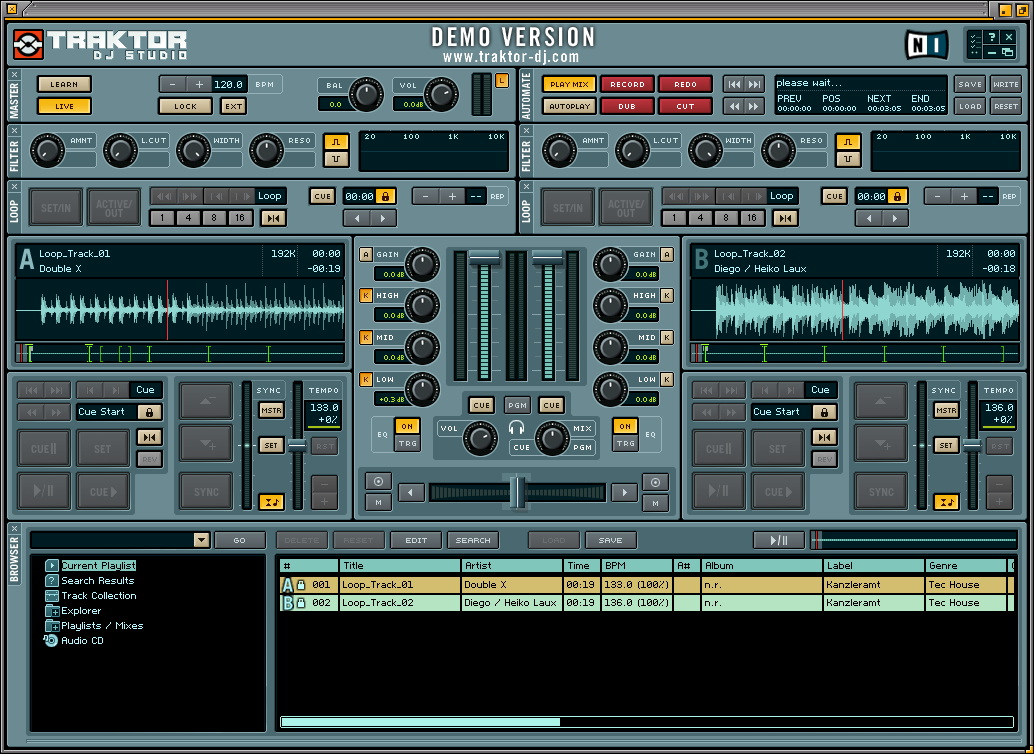 TRAKTOR
DJ STUDIO
DEMO VERSION
www.traktor-dj.com
NI
?
MASTER
LEARN
LIVE
- + 120.0 BPM
LOCK EXT
BAL VOL
0.0 0.0dB
L
AUTOMATE
PLAY MIX RECORD REDO
AUTOPLAY DUB CUT
please wait...
PREV POS NEXT END
00:00:00 00:00:00 00:03:05 00:03:05
SAVE WRITE
LOAD RESET
FILTER
AMNT L.CUT WIDTH RESO
20 100 1K 10K
FILTER
AMNT L.CUT WIDTH RESO
20 100 1K 10K
LOOP
SET/IN ACTIVE/OUT
Loop
1 4 8 16
CUE 00:00
- + -- REP
LOOP
SET/IN ACTIVE/OUT
Loop
1 4 8 16
CUE 00:00
- + -- REP
A
Loop_Track_01 192K 00:00
Double X -00:19
A GAIN GAIN A
0.0dB 0.0dB
K HIGH HIGH K
0.0dB 0.0dB
K MID MID K
0.0dB 0.0dB
K LOW LOW K
+0.3dB 0.0dB
CUE PGM CUE
EQ ON TRG
VOL MIX
CUE PGM
ON TRG EQ
M M
B
Loop_Track_02 192K 00:00
Diego / Heiko Laux -00:18
Cue
Cue Start
CUE SET
REV
CUE
SYNC
SYNC TEMPO
MSTR 133.0
+0%
SET RST
- +
Cue
Cue Start
CUE SET
REV
CUE
SYNC
SYNC TEMPO
MSTR 136.0
+0%
SET RST
- +
BROWSER
GO DELETE RESET EDIT SEARCH LOAD SAVE
Current Playlist
Search Results
Track Collection
Explorer
Playlists / Mixes
Audio CD
# Title Artist Time BPM A# Album Label Genre
A 001 Loop_Track_01 Double X 00:19 133.0 (100%) n.r. Kanzleramt Tec House
B 002 Loop_Track_02 Diego / Heiko Laux 00:19 136.0 (100%) n.r. Kanzleramt Tec House